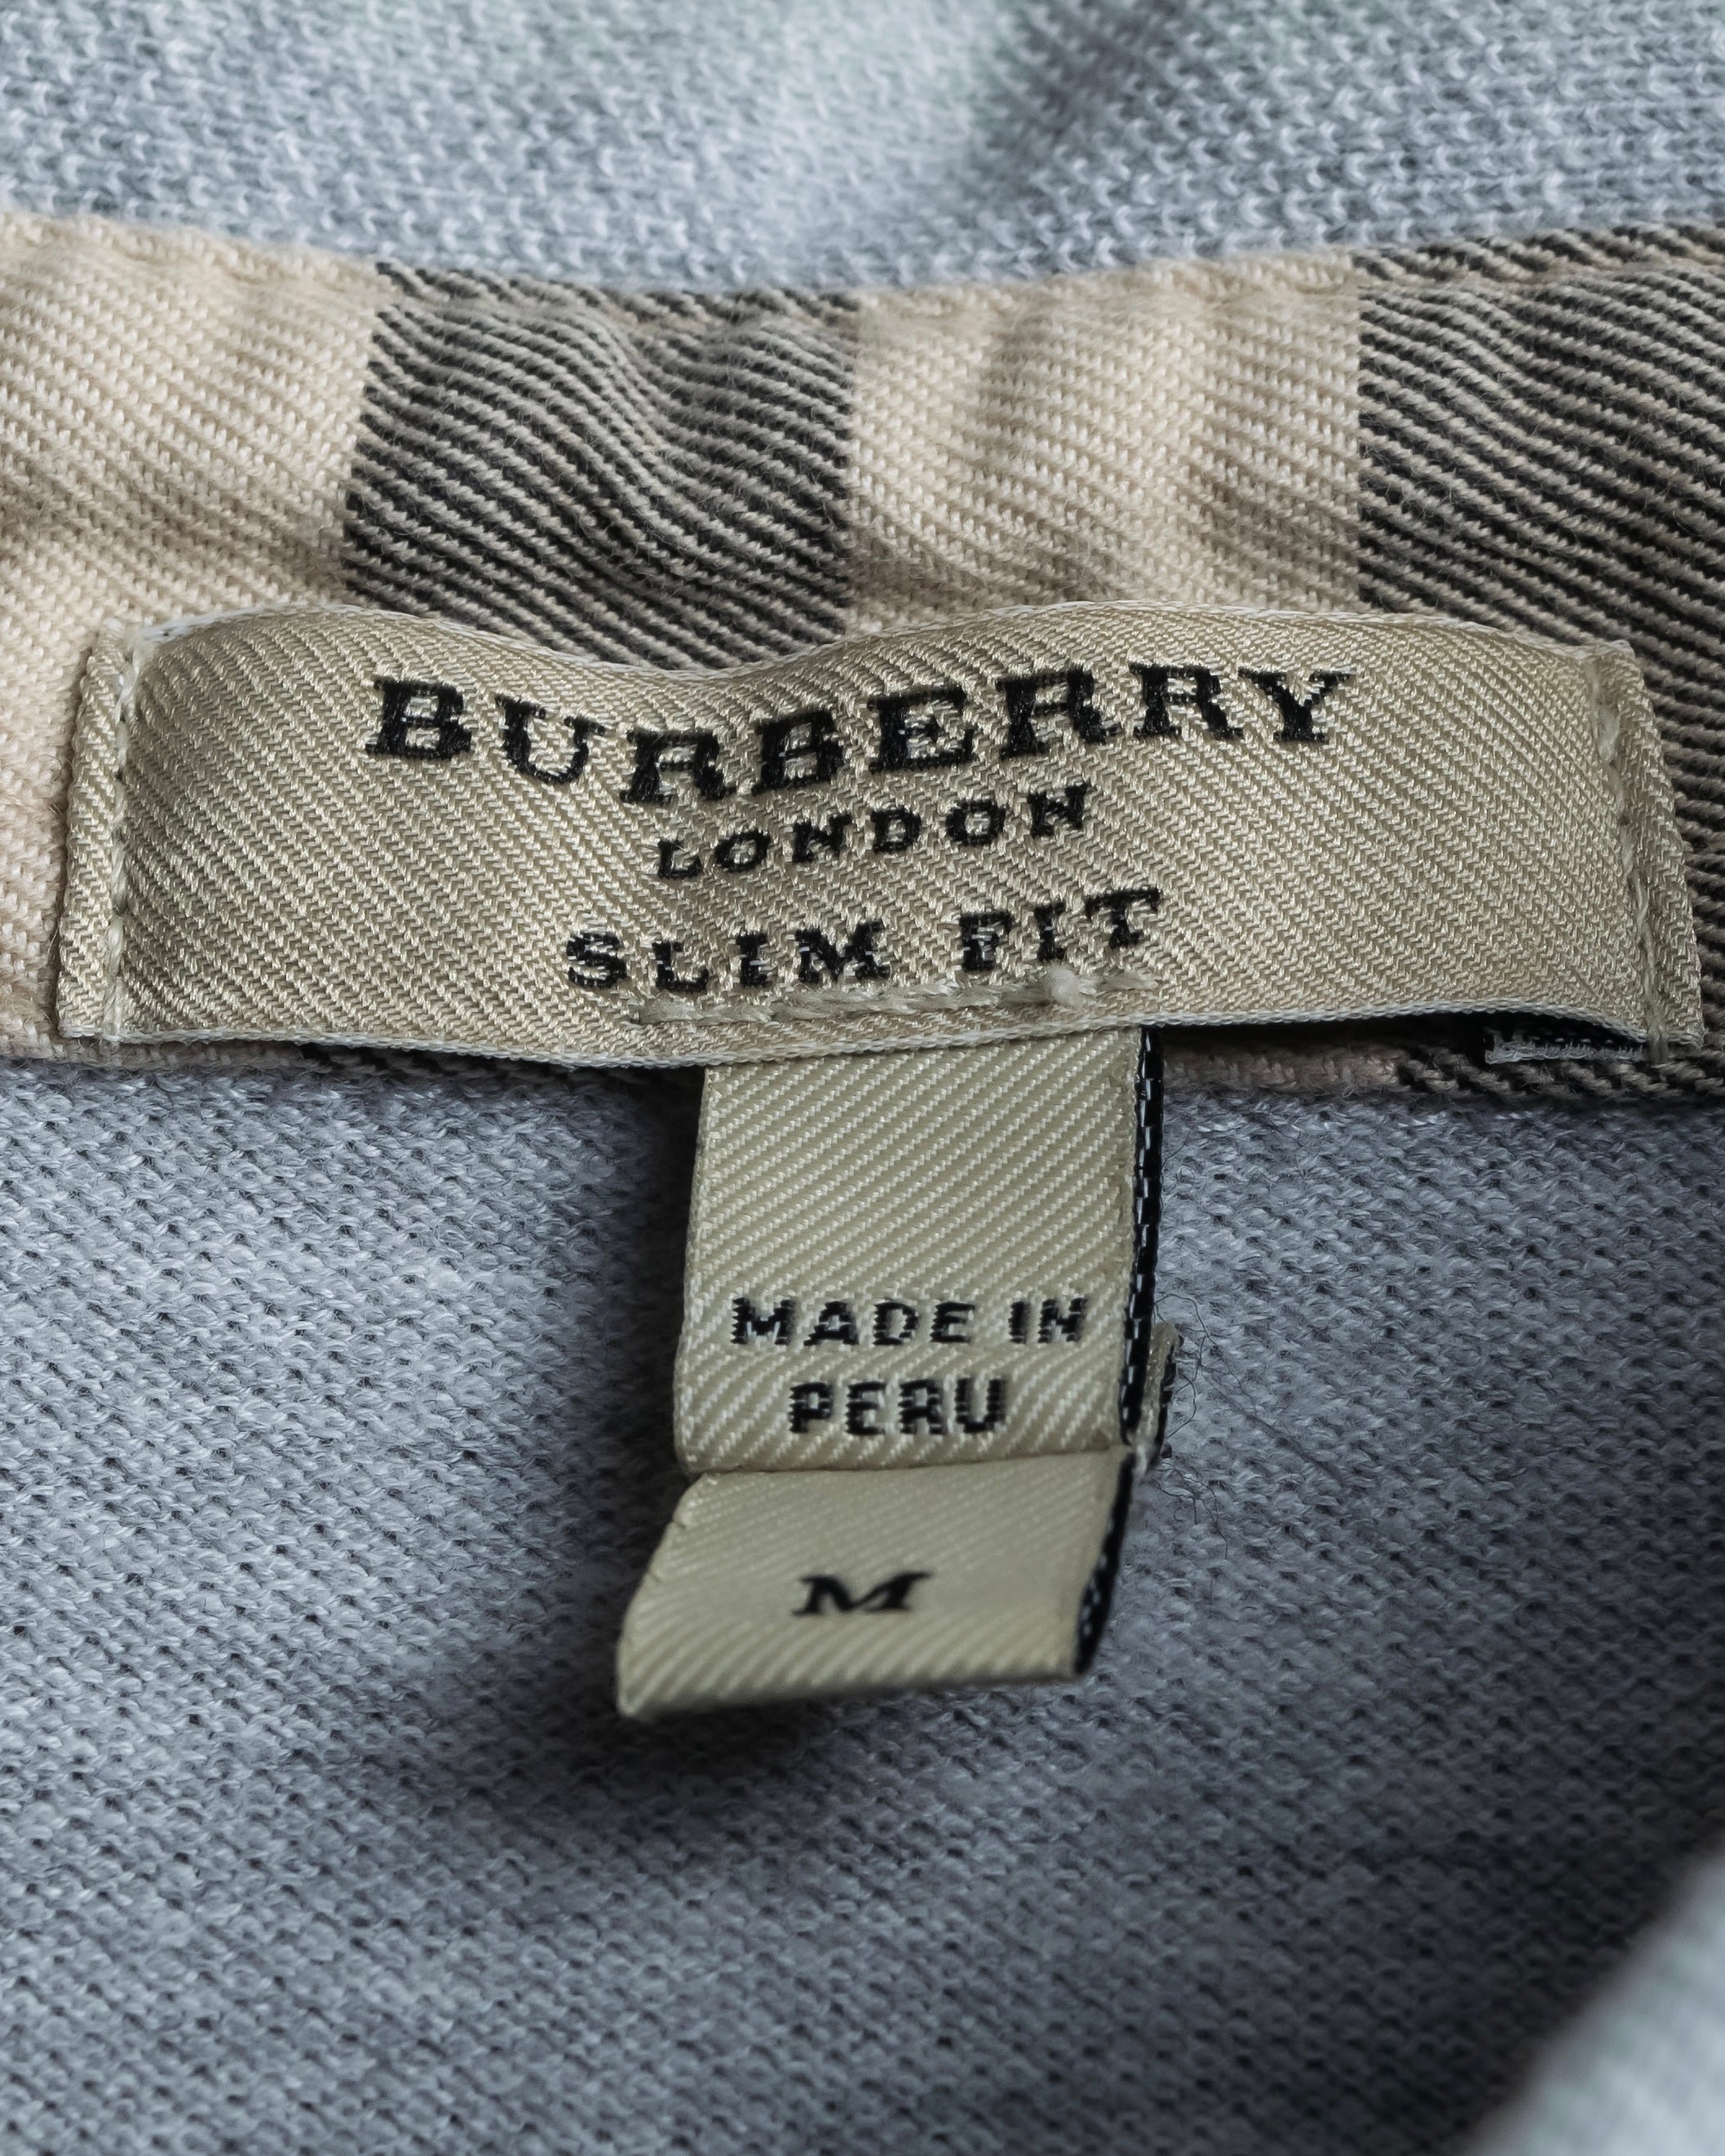 BURBERRY
LONDON
SLIM FIT
MADE IN
PERU
M